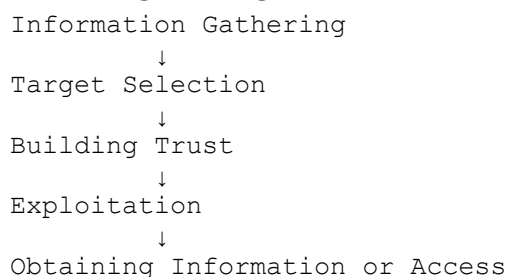 Information Gathering
↓
Target Selection
↓
Building Trust
↓
Exploitation
↓
Obtaining Information or Access